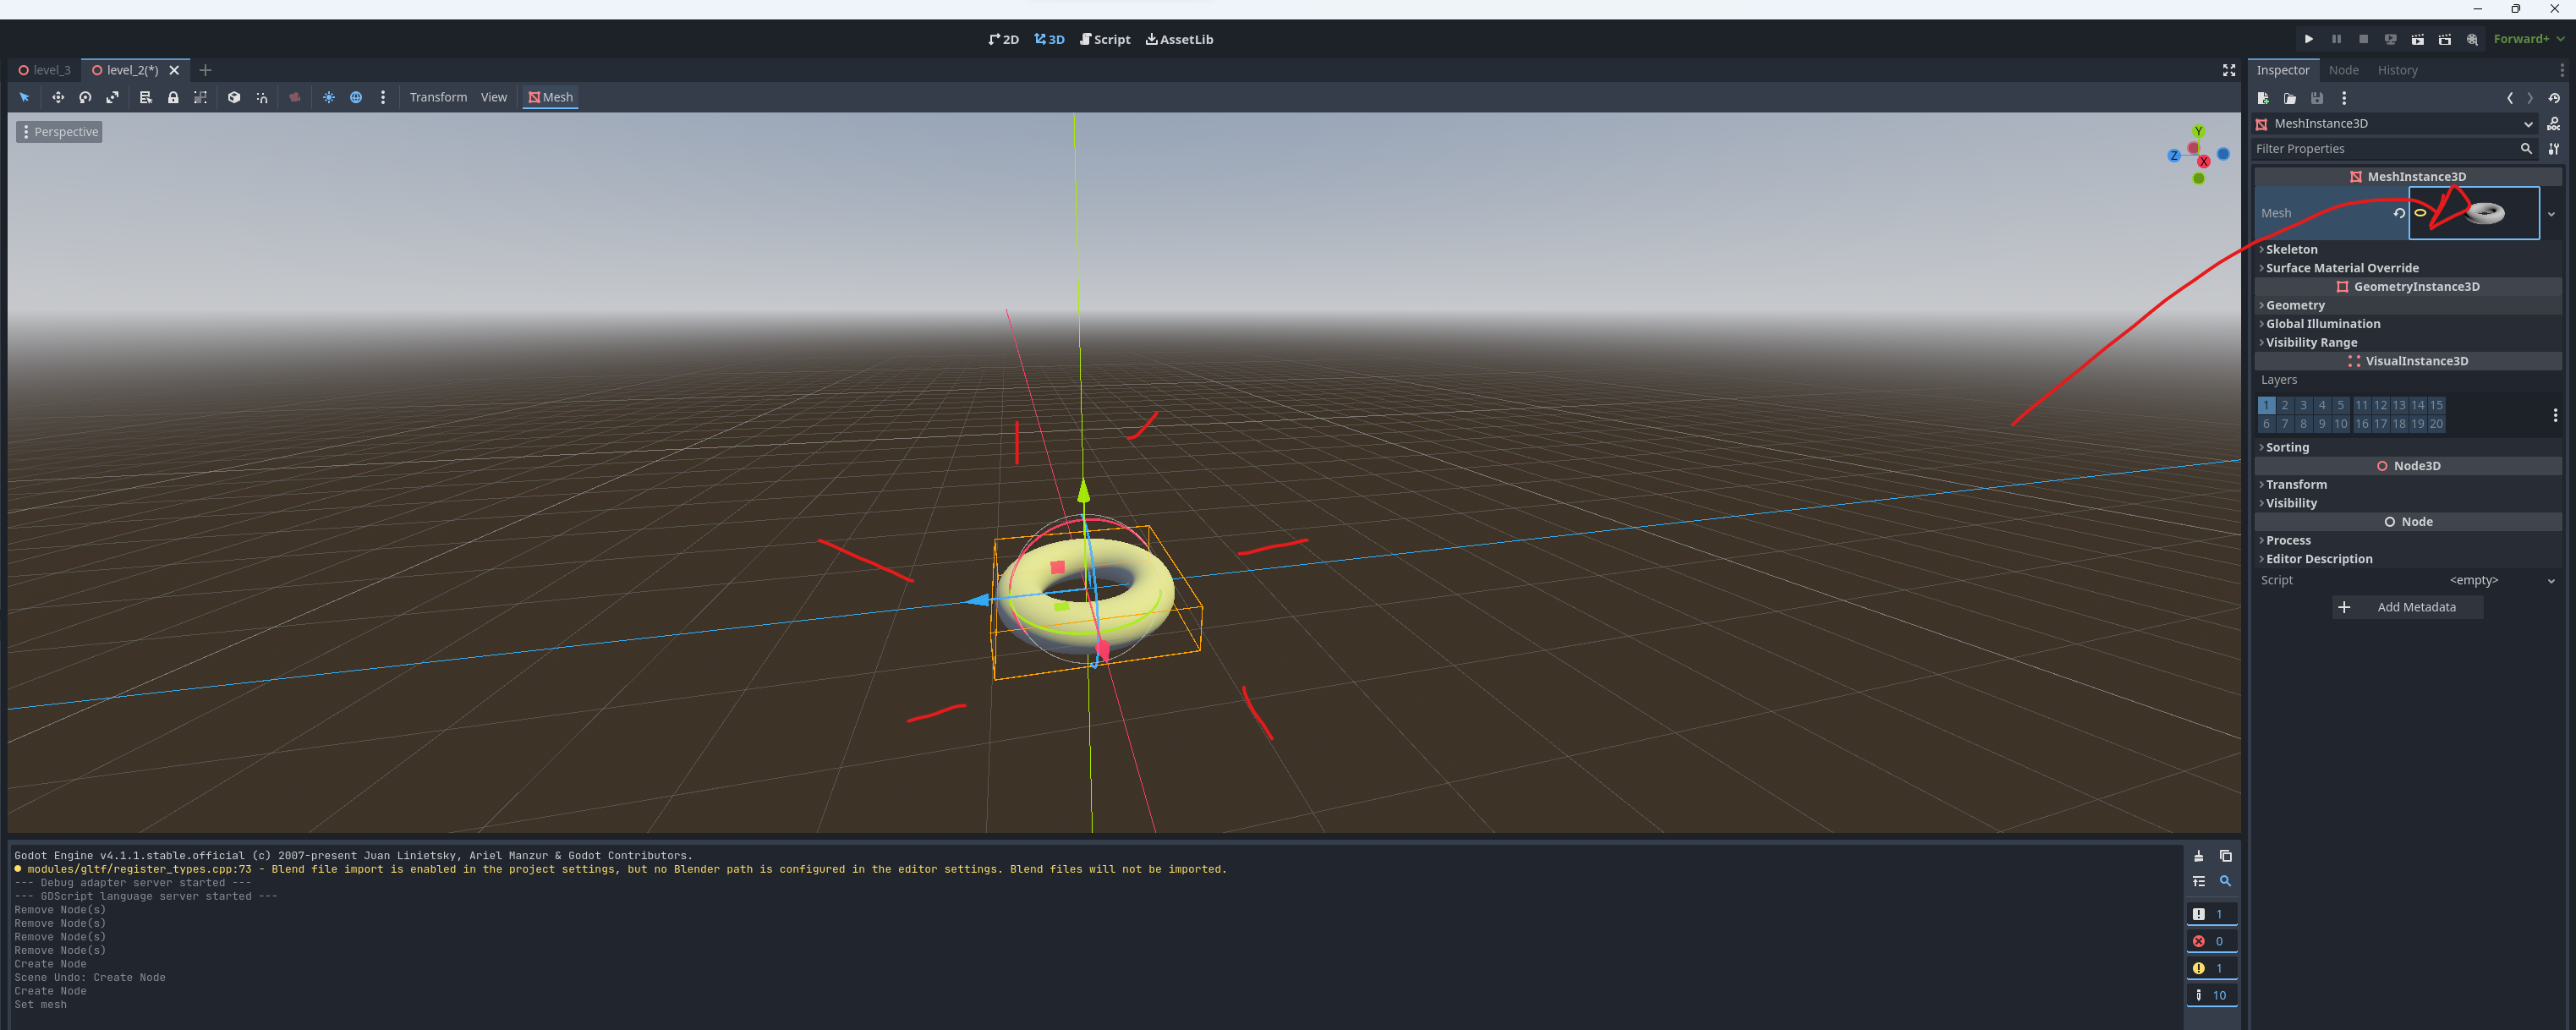 2D 3D Script AssetLib
Forward+
level_3 level_2(*)
Inspector Node History
Transform View Mesh
MeshInstance3D
Perspective
Y
Z
X
Filter Properties
MeshInstance3D
Mesh
Skeleton
Surface Material Override
GeometryInstance3D
Geometry
Global Illumination
Visibility Range
VisualInstance3D
Layers
1 2 3 4 5 11 12 13 14 15
6 7 8 9 10 16 17 18 19 20
Sorting
Node3D
Transform
Visibility
Node
Process
Editor Description
Script <empty>
Add Metadata
Godot Engine v4.1.1.stable.official (c) 2007-present Juan Linietsky, Ariel Manzur & Godot Contributors.
modules/gltf/register_types.cpp:73 - Blend file import is enabled in the project settings, but no Blender path is configured in the editor settings. Blend files will not be imported.
--- Debug adapter server started ---
--- GDScript language server started ---
Remove Node(s)
Remove Node(s)
Remove Node(s)
Remove Node(s)
Create Node
Scene Undo: Create Node
Create Node
Set mesh
1
0
1
10